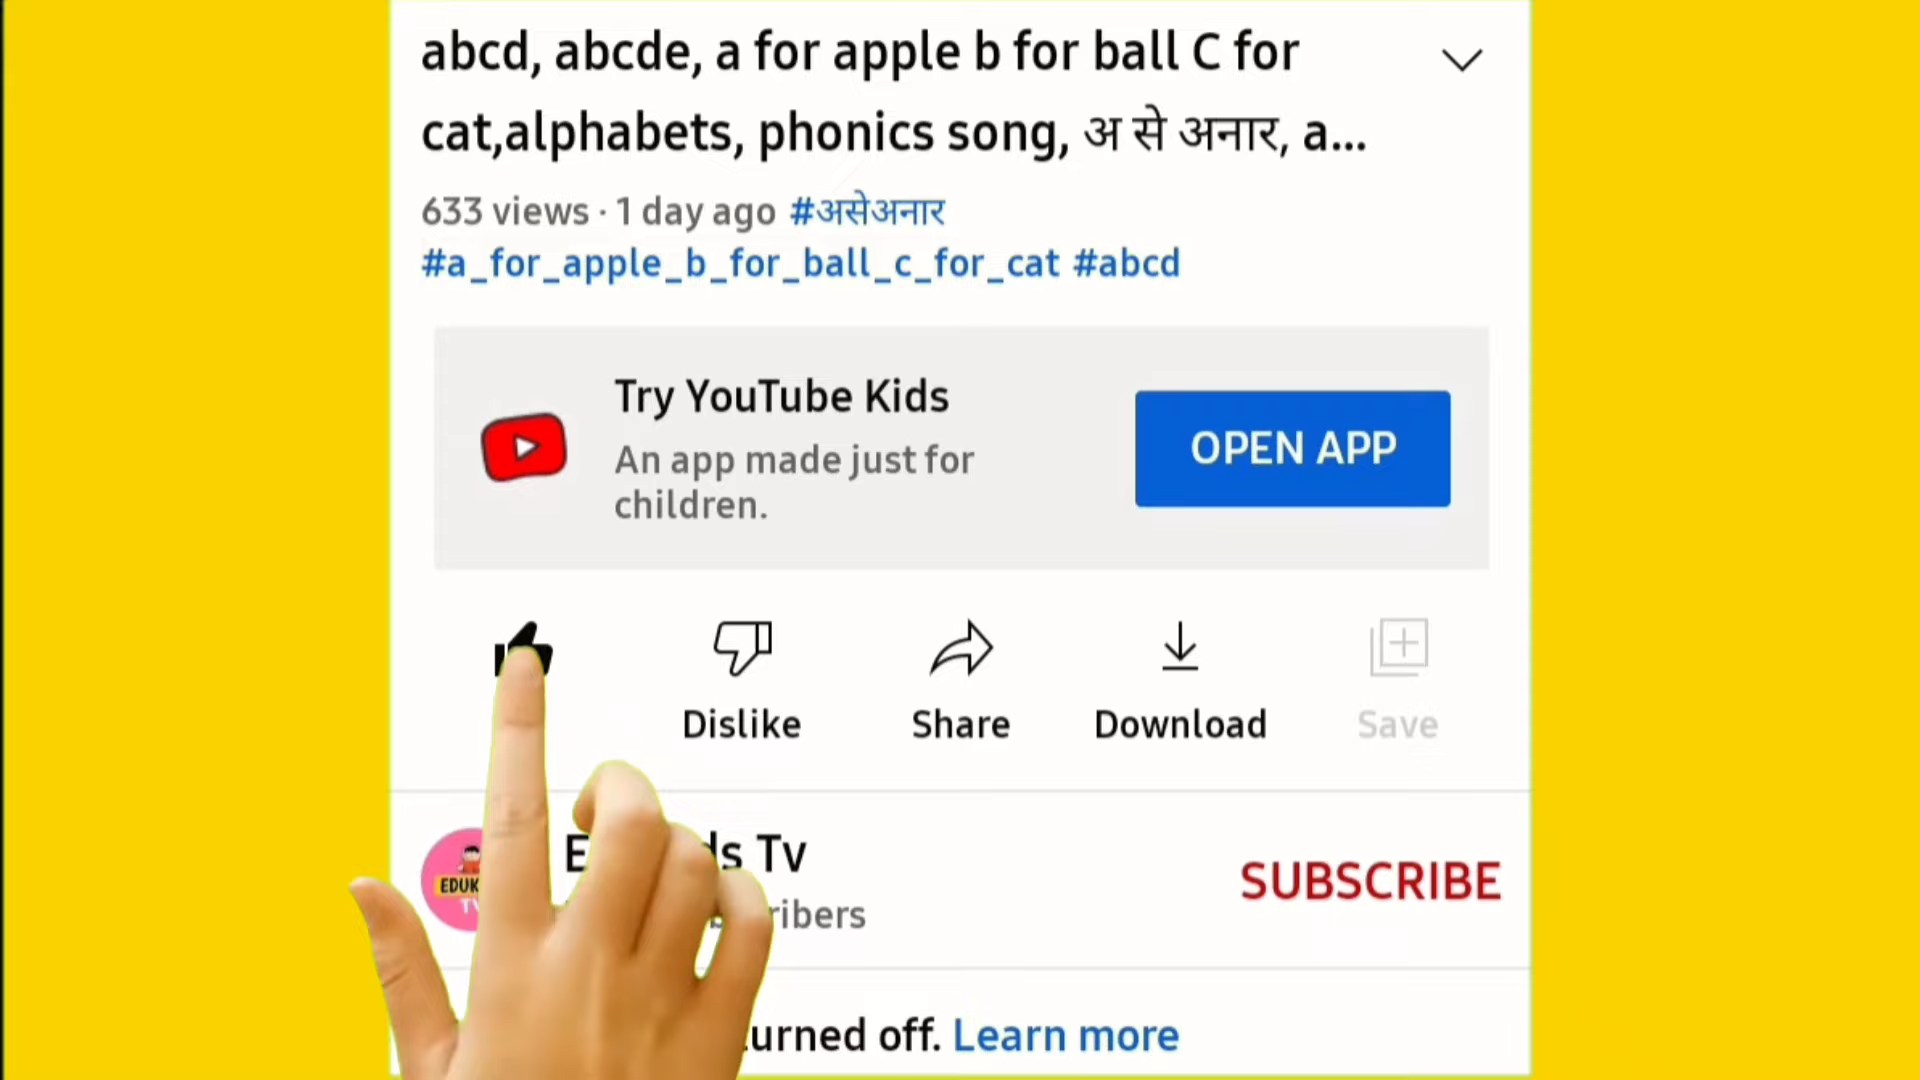 abcd, abcde, a for apple b for ball C for
cat,alphabets, phonics song, अ से अनार, a...
633 views · 1 day ago #असेअनार
#a_for_apple_b_for_ball_c_for_cat #abcd
Try YouTube Kids
An app made just for
children.
OPEN APP
Dislike
Share
Download
Save
Tv
SUBSCRIBE
off. Learn more